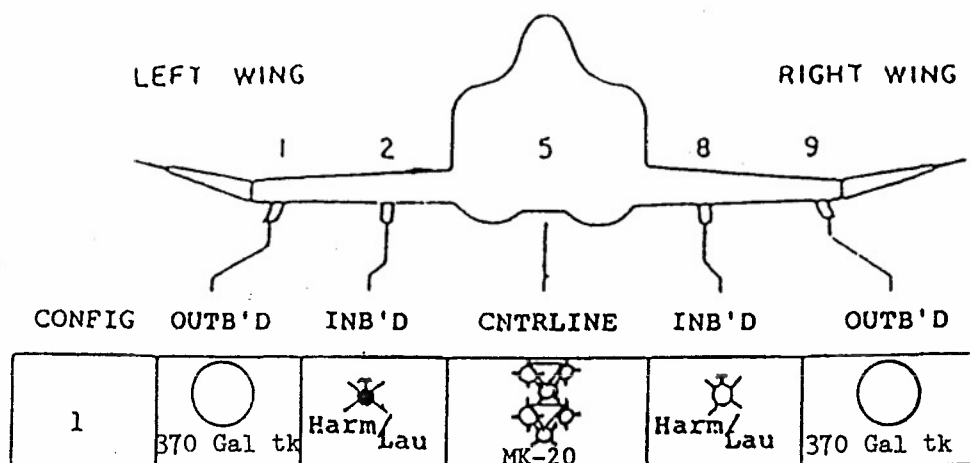 LEFT WING
RIGHT WING
1 2 5 8 9
CONFIG OUTB'D INB'D CNTRLINE INB'D OUTB'D
1
370 Gal tk
Harm/Lau
MK-20
Harm/Lau
370 Gal tk